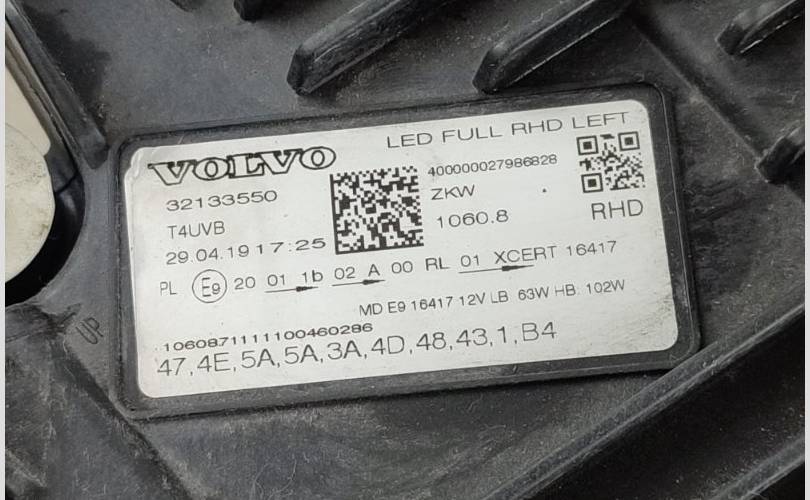 LED FULL RHD LEFT
VOLVO
32133550
400000027986828
T4UVB
ZKW
29.04.19 17:25
1060.8
RHD
PL E9 20 01 1b 02 A 00 RL 01 XCERT 16417
MD E9 16417 12V LB 63W HB: 102W
1060871111100460286
47,4E,5A,5A,3A,4D,48,43,1,B4
UP